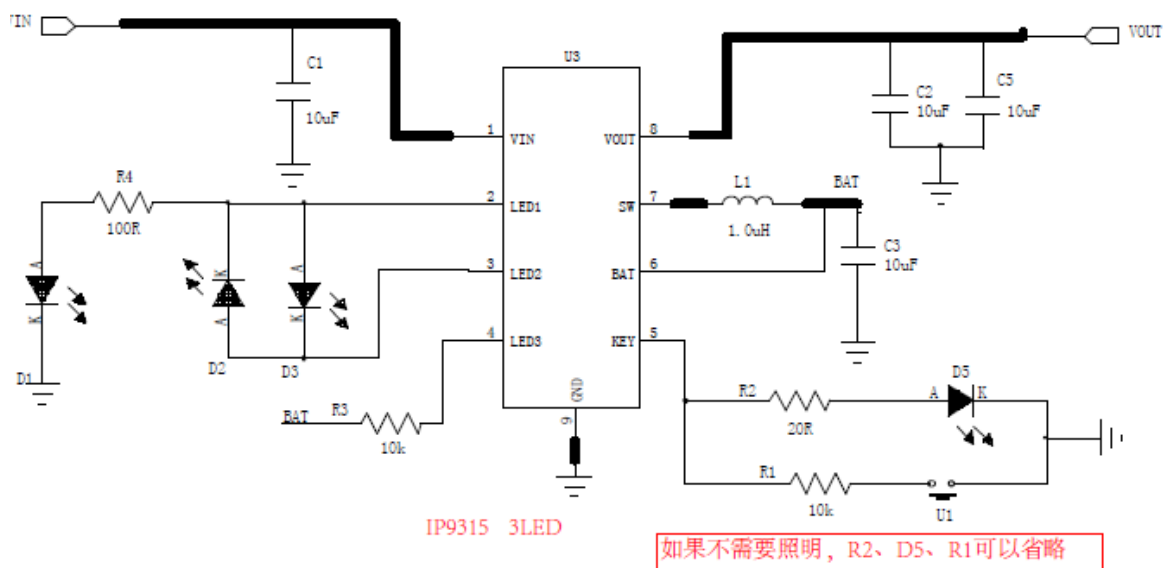 VIN
VOUT
U3
C1
10uF
C2
10uF
C5
10uF
1
VIN
VOUT
8
R4
100R
2
LED1
SW
7
L1
1.0uH
BAT
3
LED2
BAT
6
C3
10uF
A
K
K
A
A
K
D1
D2
D3
4
LED3
KEY
5
BAT
R3
10k
GND
9
R2
20R
A
D5
K
R1
10k
U1
IP9315 3LED
如果不需要照明，R2、D5、R1可以省略